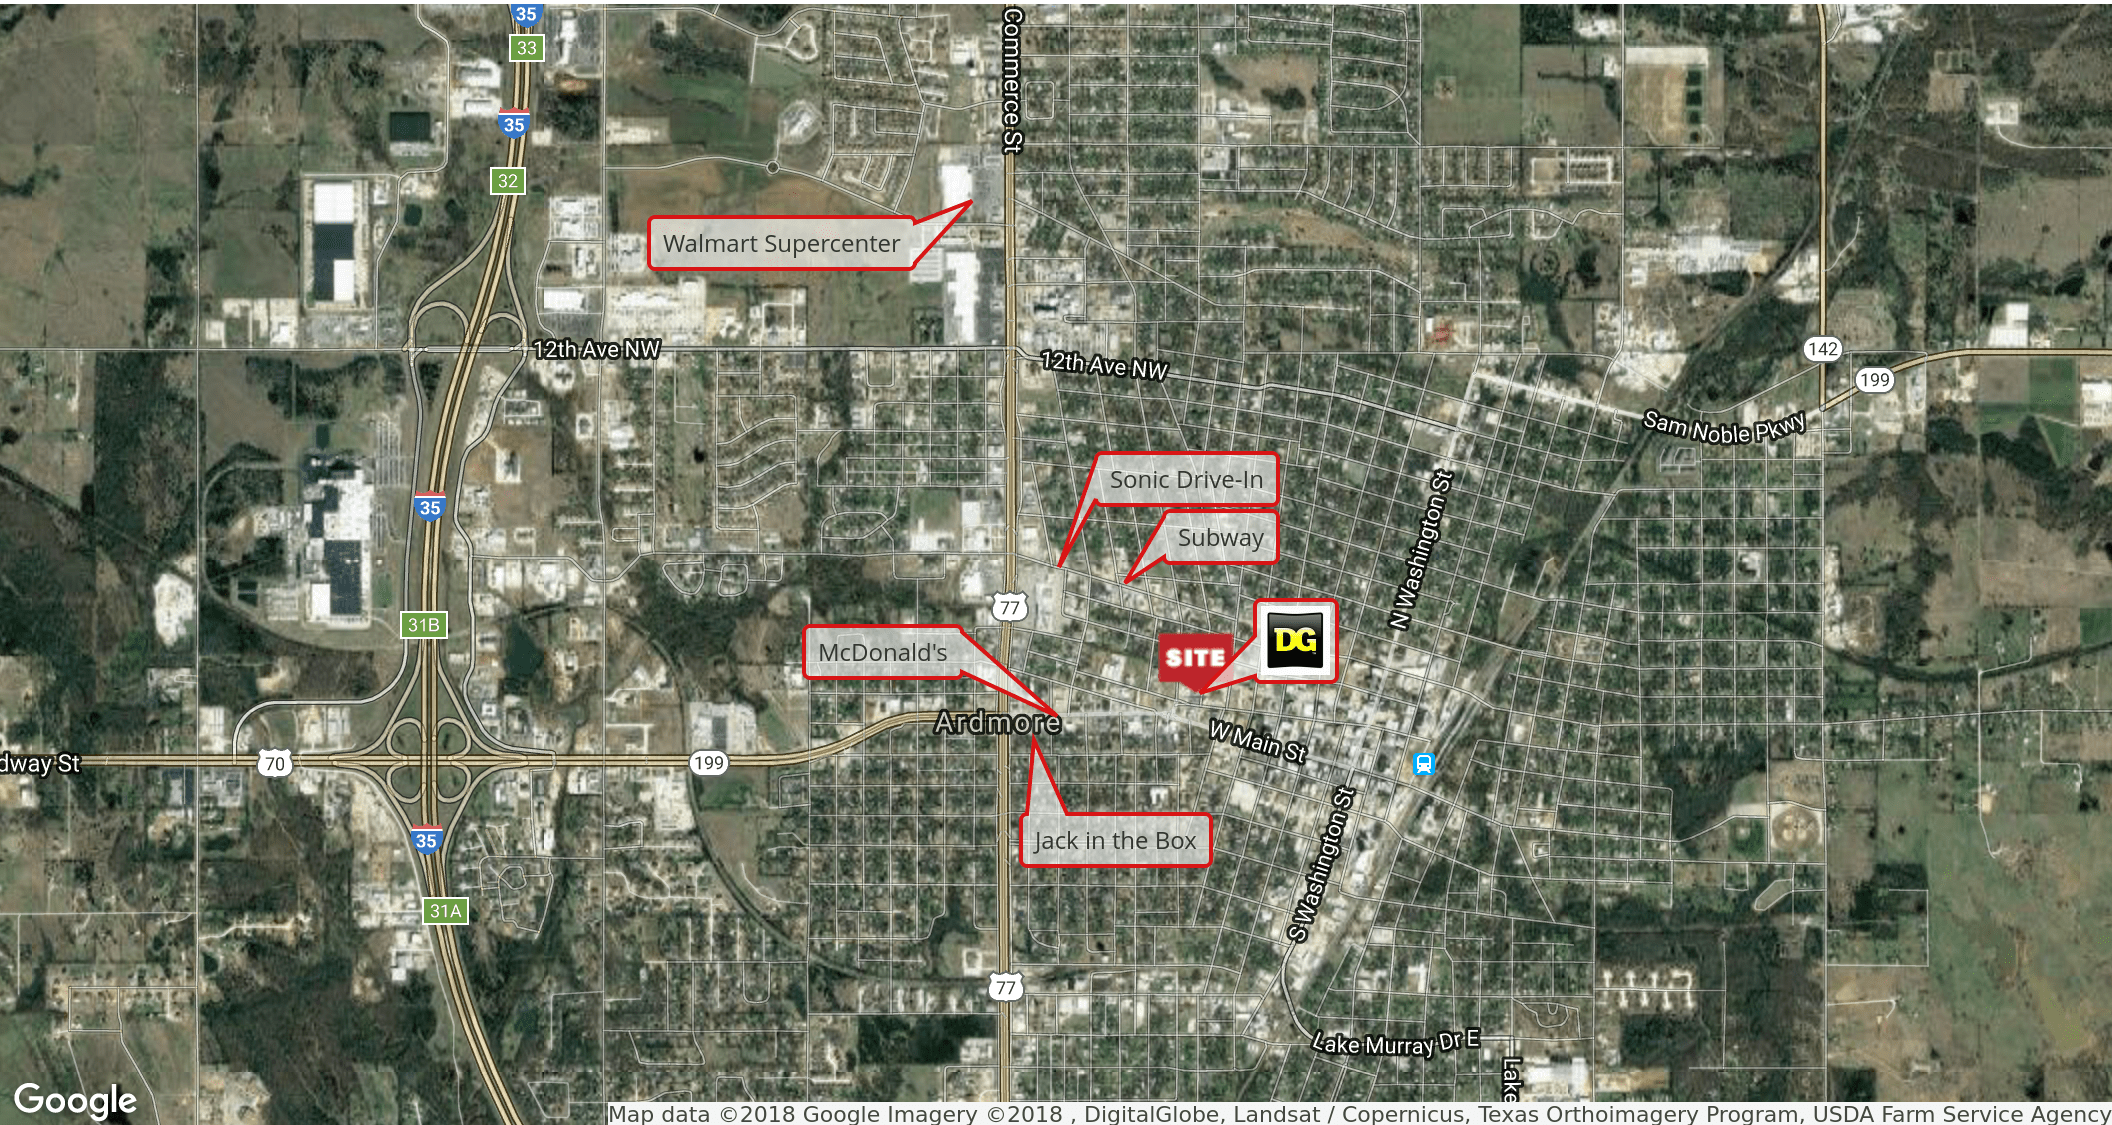 35
33
Commerce St
35
32
Walmart Supercenter
12th Ave NW
12th Ave NW
142
199
Sam Noble Pkwy
Sonic Drive-In
N Washington St
35
Subway
77
31B
DG
McDonald's
SITE
Ardmore
W Main St
dway St
70
199
Jack in the Box
S Washington St
35
31A
77
Lake Murray Dr E
Lake
Google
Map data ©2018 Google Imagery ©2018 , DigitalGlobe, Landsat / Copernicus, Texas Orthoimagery Program, USDA Farm Service Agency